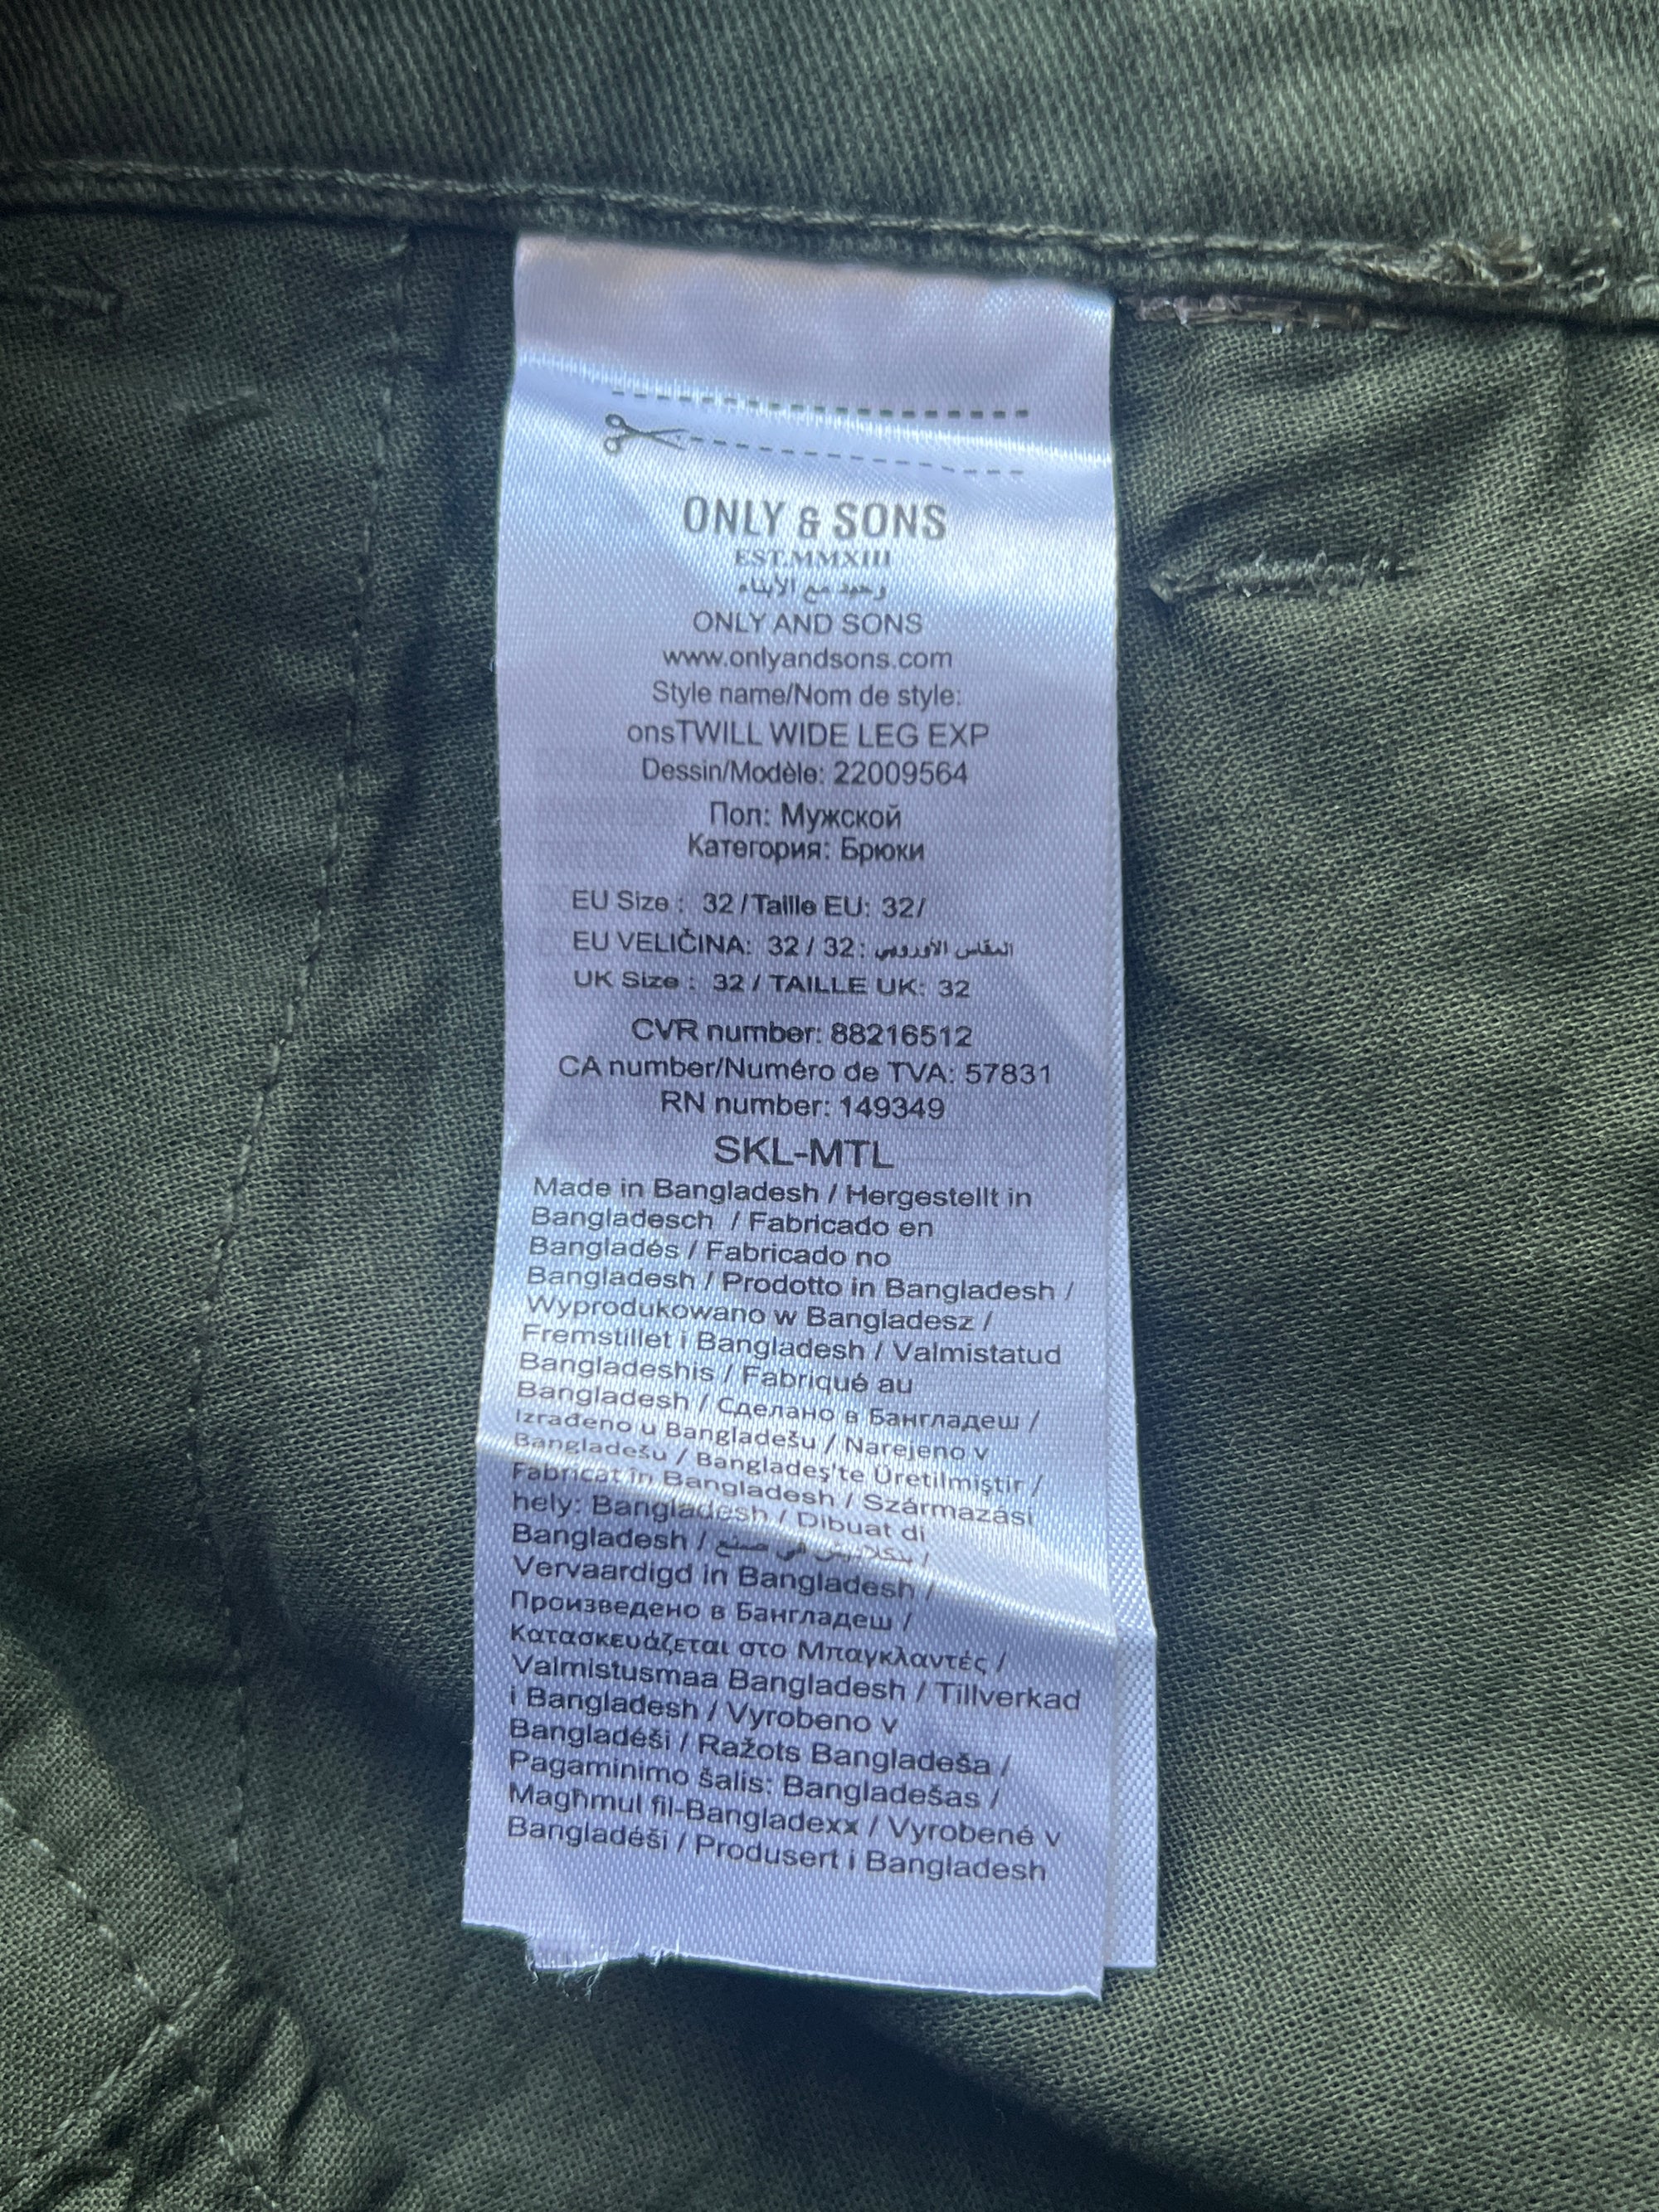 ONLY & SONS
EST.MMXIII
وحيد مع الأبناء
ONLY AND SONS
www.onlyandsons.com
Style name/Nom de style:
onsTWILL WIDE LEG EXP
Dessin/Modèle: 22009564
Пол: Мужской
Категория: Брюки
EU Size : 32 / Taille EU: 32/
EU VELIČINA: 32 / 32 : المقاس الأوروبي
UK Size : 32 / TAILLE UK: 32
CVR number: 88216512
CA number/Numéro de TVA: 57831
RN number: 149349
SKL-MTL
Made in Bangladesh / Hergestellt in
Bangladesch / Fabricado en
Bangladés / Fabricado no
Bangladesh / Prodotto in Bangladesh /
Wyprodukowano w Bangladesz /
Fremstillet i Bangladesh / Valmistatud
Bangladeshis / Fabriqué au
Bangladesh / Сделано в Бангладеш /
Izrađeno u Bangladešu / Narejeno v
Bangladešu / Bangladeş'te Üretilmiştir /
Fabricat în Bangladesh / Származási
hely: Bangladesh / Dibuat di
Bangladesh / بنكلاديش في صنع /
Vervaardigd in Bangladesh /
Произведено в Бангладеш /
Κατασκευάζεται στο Μπαγκλαντές /
Valmistusmaa Bangladesh / Tillverkad
i Bangladesh / Vyrobeno v
Bangladéši / Ražots Bangladeša /
Pagaminimo šalis: Bangladešas /
Magħmul fil-Bangladexx / Vyrobené v
Bangladéši / Produsert i Bangladesh